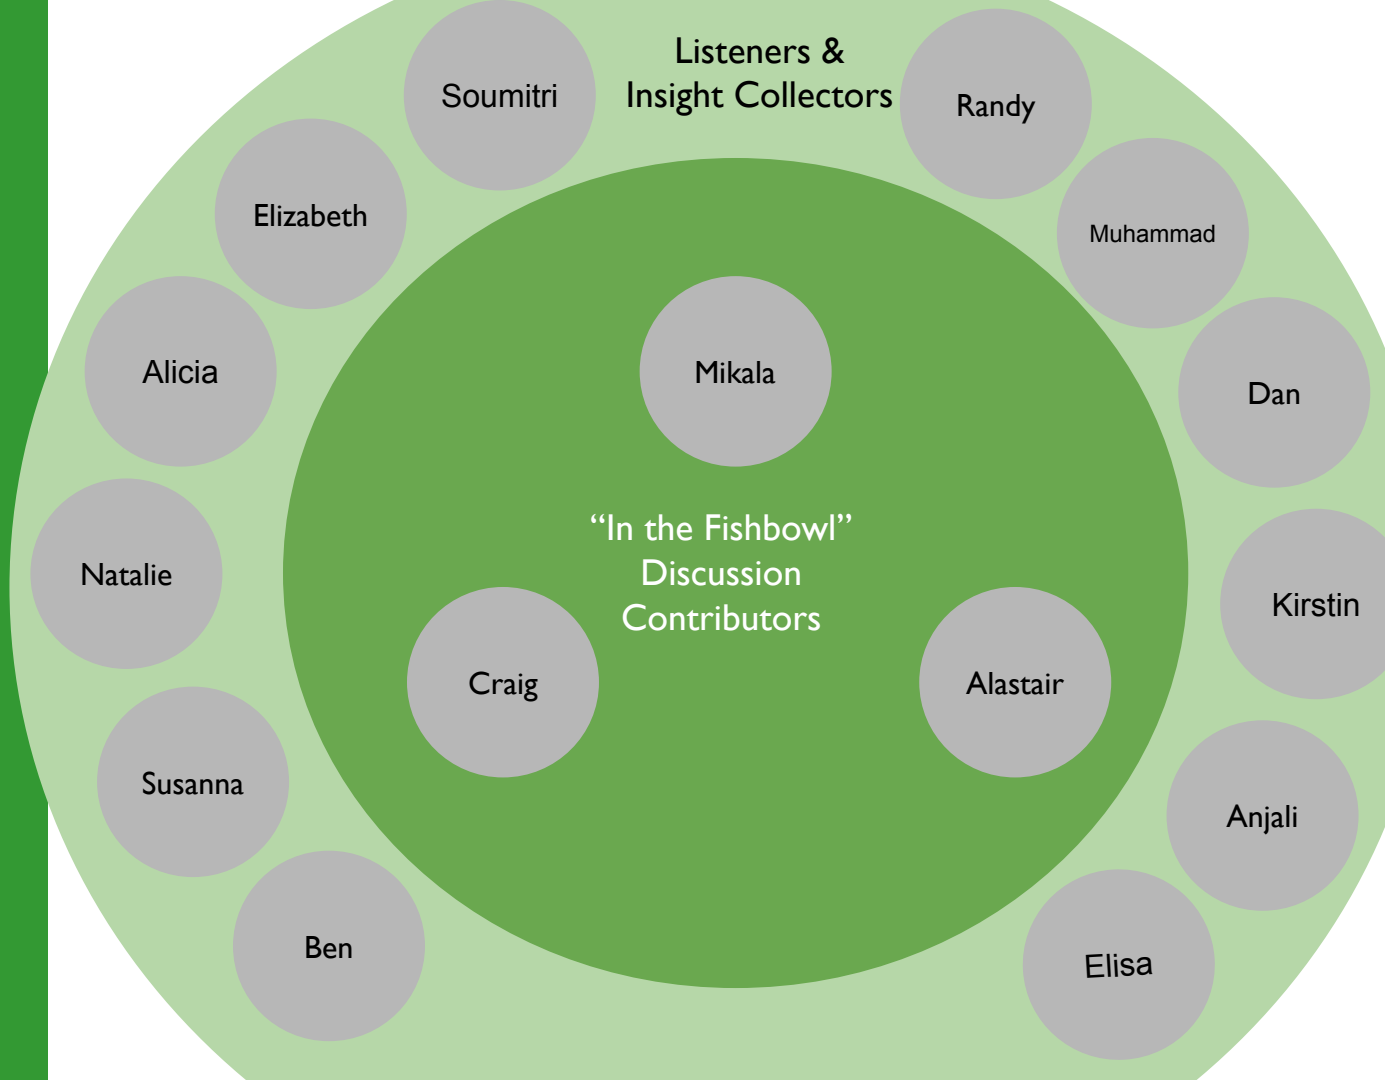 Listeners &
Insight Collectors
Soumitri
Randy
Elizabeth
Muhammad
Alicia
Mikala
Dan
“In the Fishbowl”
Discussion
Contributors
Natalie
Kirstin
Craig
Alastair
Susanna
Anjali
Ben
Elisa